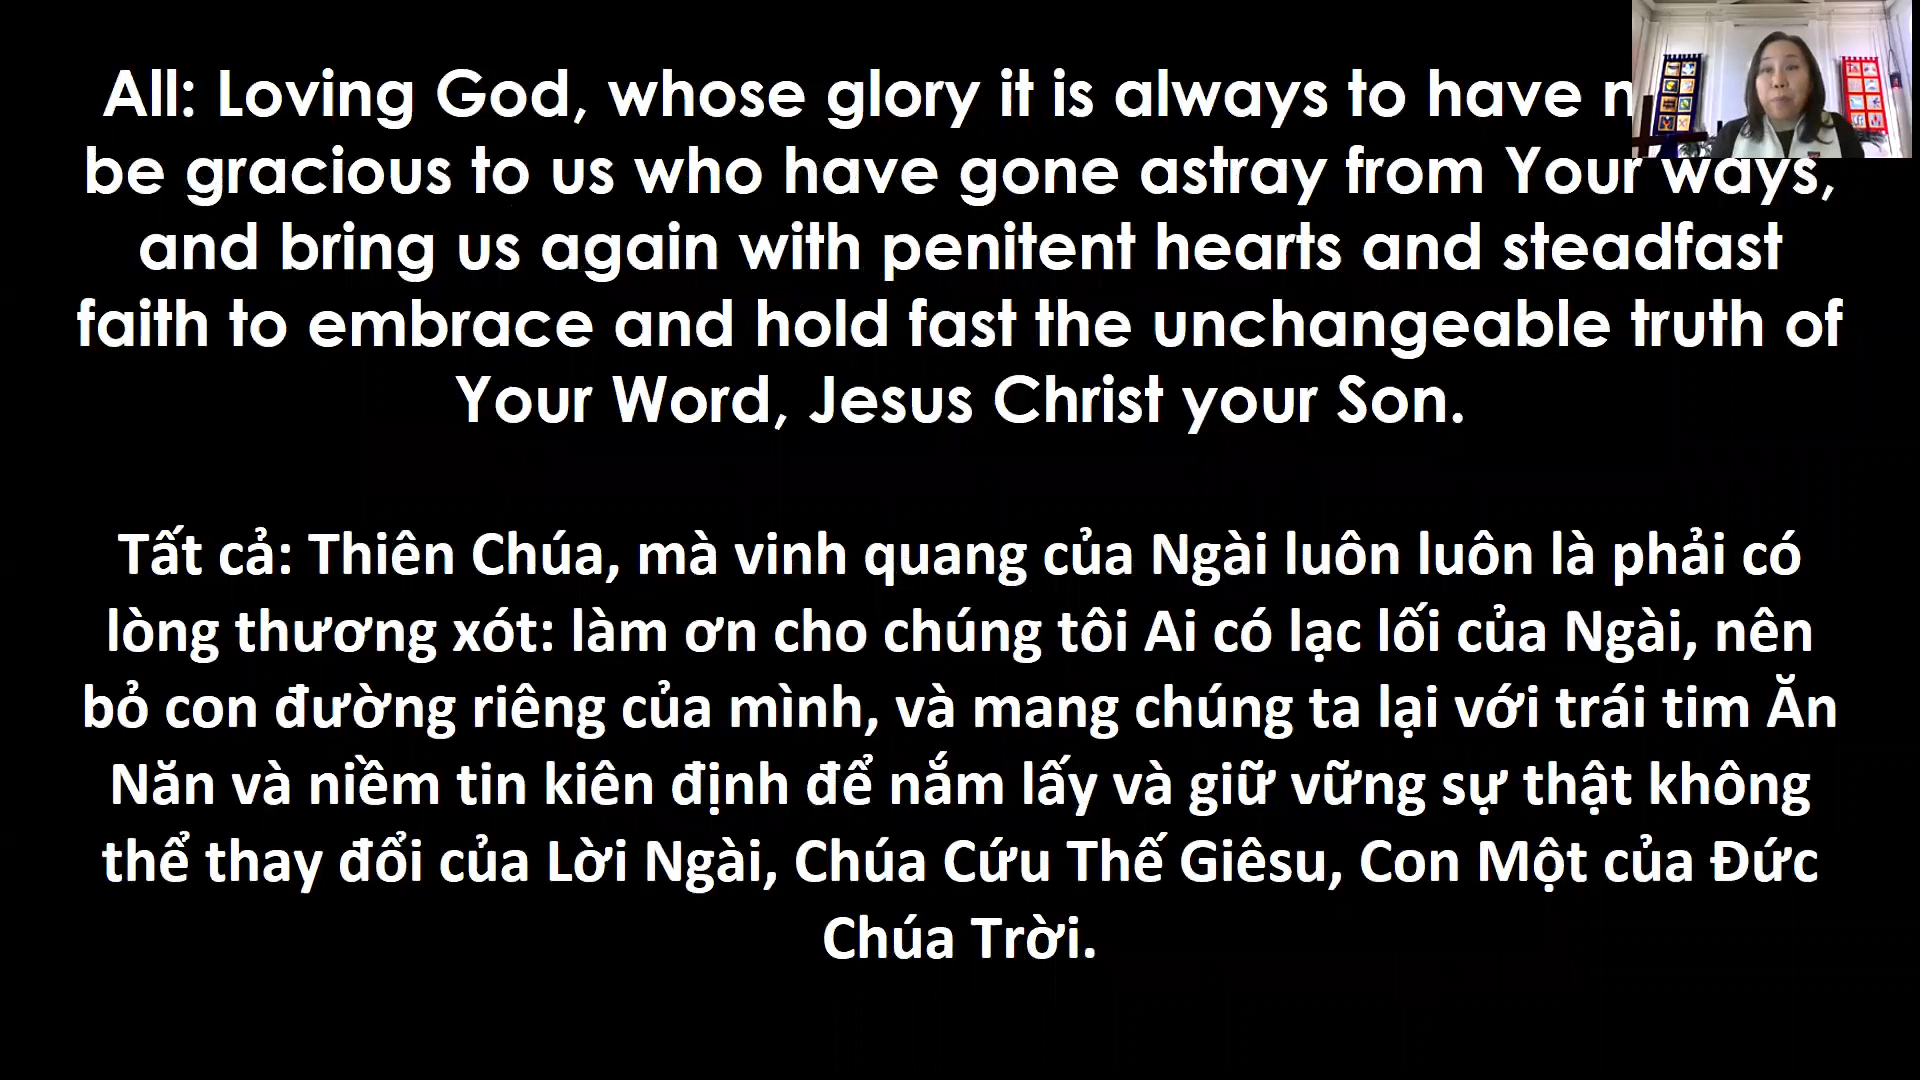 All: Loving God, whose glory it is always to have
be gracious to us who have gone astray from Your ways,
and bring us again with penitent hearts and steadfast
faith to embrace and hold fast the unchangeable truth of
Your Word, Jesus Christ your Son.
Tất cả: Thiên Chúa, mà vinh quang của Ngài luôn luôn là phải có
lòng thương xót: làm ơn cho chúng tôi Ai có lạc lối của Ngài, nên
bỏ con đường riêng của mình, và mang chúng ta lại với trái tim Ăn
Năn và niềm tin kiên định để nắm lấy và giữ vững sự thật không
thể thay đổi của Lời Ngài, Chúa Cứu Thế Giêsu, Con Một của Đức
Chúa Trời.